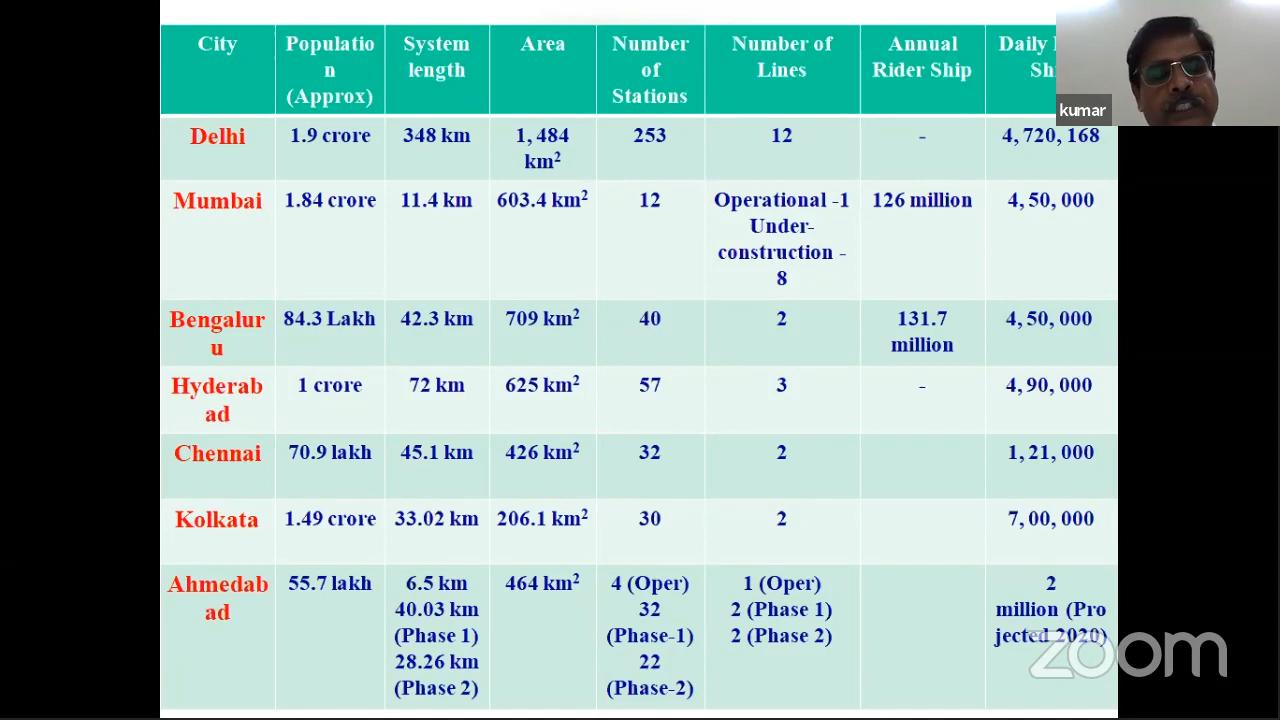 City
Populatio
n
(Approx)
System
length
Area
Number
of
Stations
Number of
Lines
Annual
Rider Ship
Daily
kumar
Delhi
1.9 crore
348 km
1, 484
km²
253
12
-
4, 720, 168
Mumbai
1.84 crore
11.4 km
603.4 km²
12
Operational -1
Under-
construction -
8
126 million
4, 50, 000
Bengalur
u
84.3 Lakh
42.3 km
709 km²
40
2
131.7
million
4, 50, 000
Hyderab
ad
1 crore
72 km
625 km²
57
3
-
4, 90, 000
Chennai
70.9 lakh
45.1 km
426 km²
32
2
1, 21, 000
Kolkata
1.49 crore
33.02 km
206.1 km²
30
2
7, 00, 000
Ahmedab
ad
55.7 lakh
6.5 km
40.03 km
(Phase 1)
28.26 km
(Phase 2)
464 km²
4 (Oper)
32
(Phase-1)
22
(Phase-2)
1 (Oper)
2 (Phase 1)
2 (Phase 2)
2
million (Pro
jected 2020)
zoom